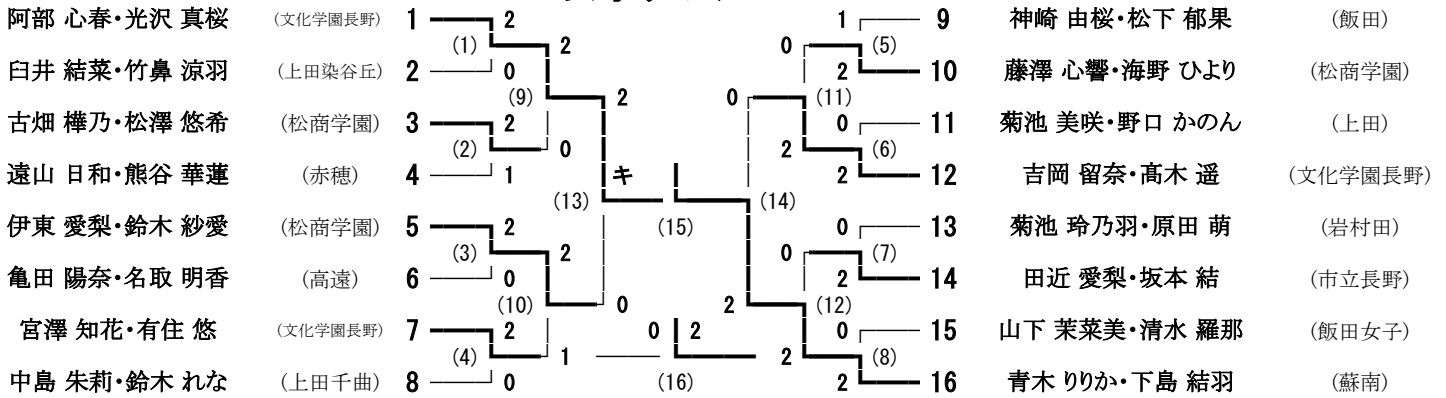 阿部 心春・光沢 真桜 (文化学園長野) 1 2
(1) 2
臼井 結菜・竹鼻 涼羽 (上田染谷丘) 2 0
(9) 2
古畑 樺乃・松澤 悠希 (松商学園) 3 2
(2) 0
遠山 日和・熊谷 華蓮 (赤穂) 4 1
キ
(13)
伊東 愛梨・鈴木 紗愛 (松商学園) 5 2
(3) 2
亀田 陽奈・名取 明香 (高遠) 6 0
(10) 0
宮澤 知花・有住 悠 (文化学園長野) 7 2
(4) 1
中島 朱莉・鈴木 れな (上田千曲) 8 0
(15)
0 2
(16)
1 9 神崎 由桜・松下 郁果 (飯田)
0 (5)
2 10 藤澤 心響・海野 ひより (松商学園)
0 (11)
0 11 菊池 美咲・野口 かのん (上田)
2 (6)
2 12 吉岡 留奈・髙木 遥 (文化学園長野)
(14)
0 13 菊池 玲乃羽・原田 萌 (岩村田)
0 (7)
2 14 田近 愛梨・坂本 結 (市立長野)
2 (12)
0 15 山下 茉菜美・清水 羅那 (飯田女子)
2 (8)
2 16 青木 りりか・下島 結羽 (蘇南)